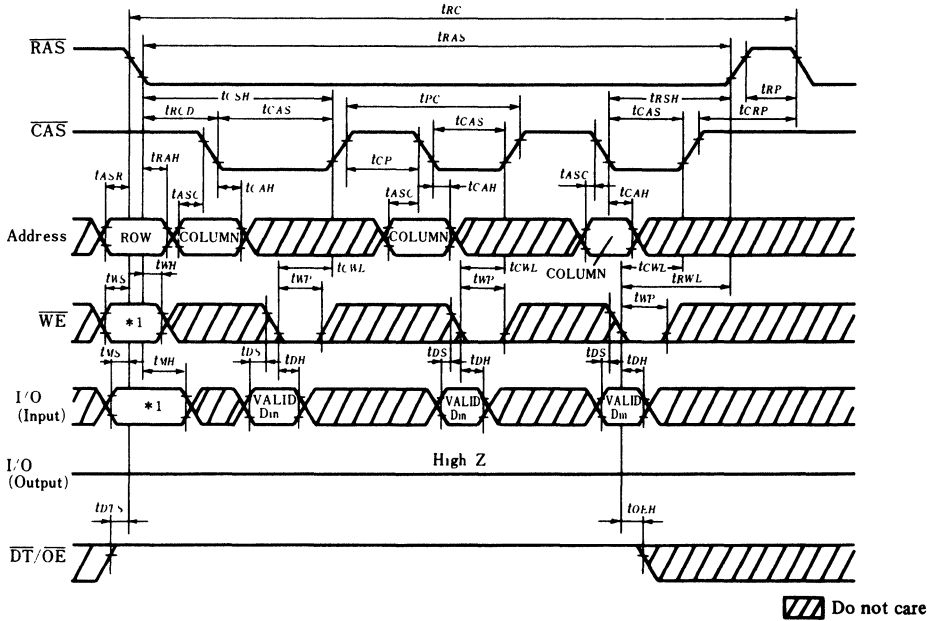 tRC
RAS
tRAS
tCSH
tPC
tRSH
tRP
tRCD
tCAS
tCAS
tCAS
tCRP
CAS
tRAH
tCP
tASR
tASC
tCAH
tASC
tCAH
tASC
tCAH
Address
ROW
COLUMN
COLUMN
COLUMN
tWS
tWH
tCWL
tCWL
tCWL
tWP
tWP
tRWL
tWP
WE
*1
tMS
tMH
tDS
tDH
tDS
tDH
tDS
tDH
I/O
(Input)
*1
VALID
Din
VALID
Din
VALID
Din
I/O
(Output)
High Z
tDTS
tOEH
DT/OE
Do not care